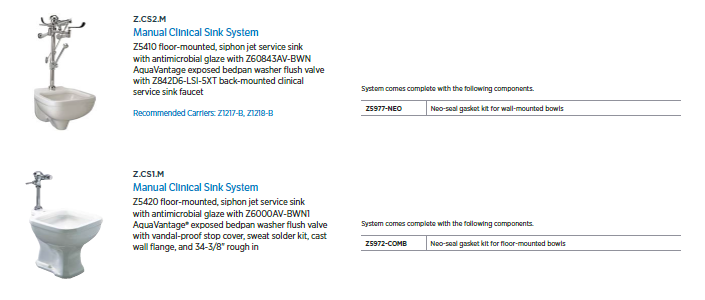 Z.CS2.M
Manual Clinical Sink System
Z5410 floor-mounted, siphon jet service sink
with antimicrobial glaze with Z60843AV-BWN
AquaVantage exposed bedpan washer flush valve
with Z842D6-LSI-5XT back-mounted clinical
service sink faucet
Recommended Carriers: Z1217-B, Z1218-B
System comes complete with the following components.
Z5977-NEO Neo-seal gasket kit for wall-mounted bowls
Z.CS1.M
Manual Clinical Sink System
Z5420 floor-mounted, siphon jet service sink
with antimicrobial glaze with Z6000AV-BWN1
AquaVantage® exposed bedpan washer flush valve
with vandal-proof stop cover, sweat solder kit, cast
wall flange, and 34-3/8" rough in
System comes complete with the following components.
Z5972-COMB Neo-seal gasket kit for floor-mounted bowls